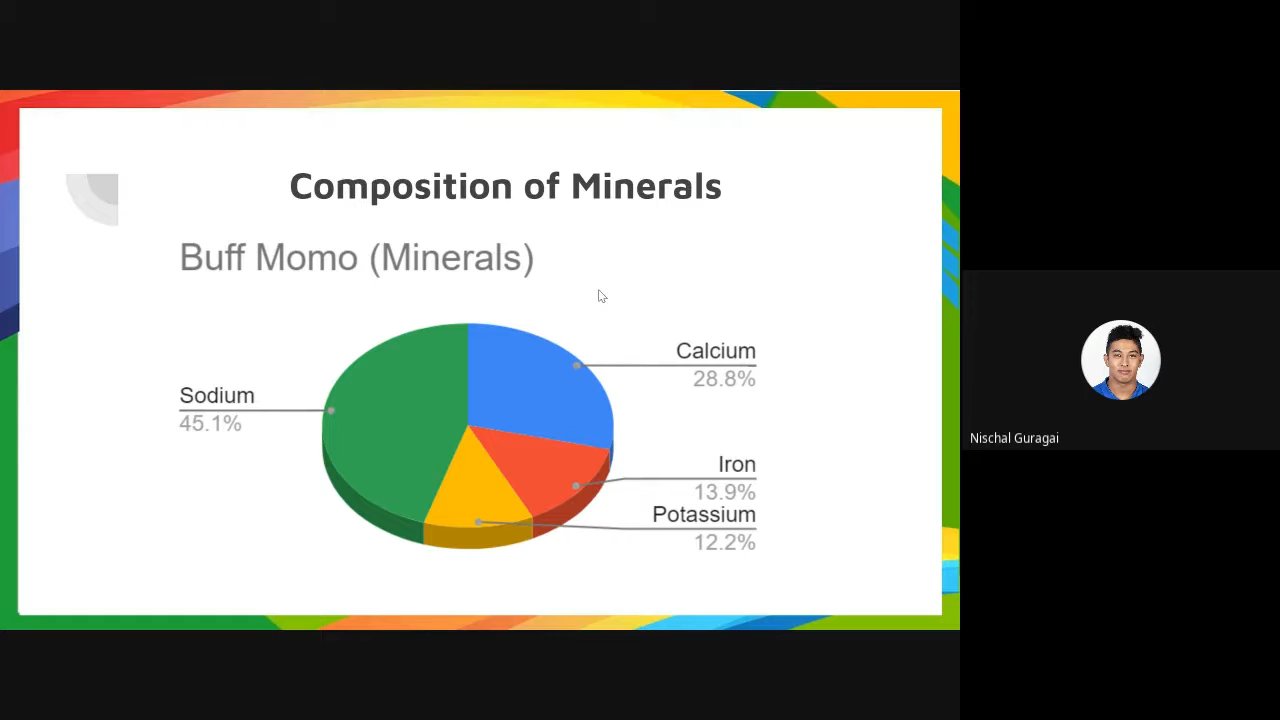 Composition of Minerals
Buff Momo (Minerals)
Calcium
28.8%
Sodium
45.1%
Iron
13.9%
Potassium
12.2%
Nischal Guragai